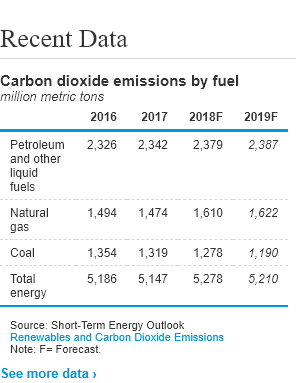 Recent Data
Carbon dioxide emissions by fuel
million metric tons
2016 2017 2018F 2019F
Petroleum 2,326 2,342 2,379 2,387
and other
liquid
fuels
Natural 1,494 1,474 1,610 1,622
gas
Coal 1,354 1,319 1,278 1,190
Total 5,186 5,147 5,278 5,210
energy
Source: Short-Term Energy Outlook
Renewables and Carbon Dioxide Emissions
Note: F= Forecast.
See more data ›